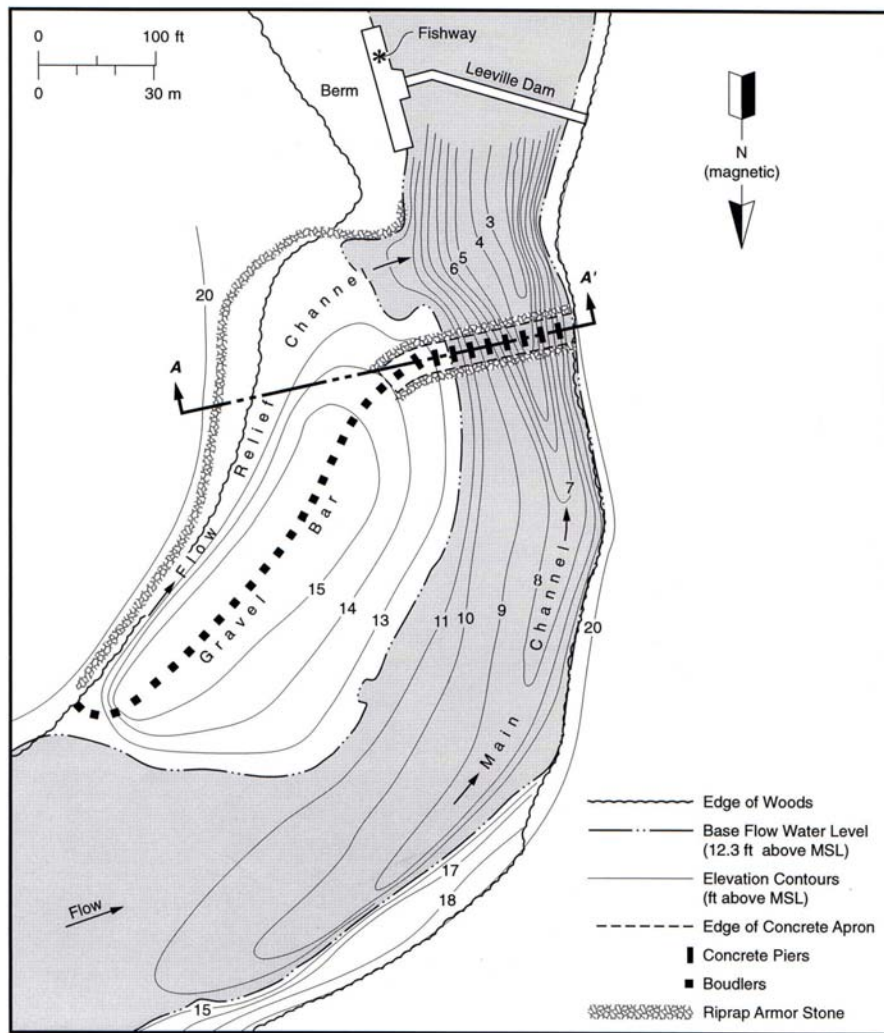 0 100 ft
0 30 m
Fishway
Berm
Leeville Dam
N
(magnetic)
3
4
5
6
20
A
A'
Relief Channel
Flow
7
Gravel Bar
15
14
13
11
10
9
8
20
Main Channel
17
18
Flow
15
Edge of Woods
Base Flow Water Level
(12.3 ft above MSL)
Elevation Contours
(ft above MSL)
Edge of Concrete Apron
Concrete Piers
Boudlers
Riprap Armor Stone